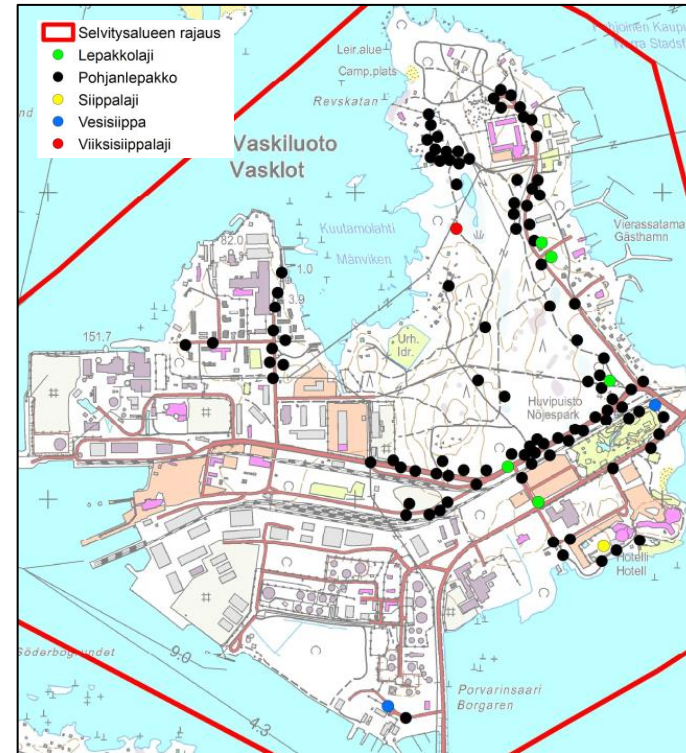 Selvitysalueen rajaus
Lepakkolaji
Pohjanlepakko
Siippalaji
Vesisiippa
Viiksisiippalaji
Leir.alue
Camp.plats
Revskatan
Vaskiluoto
Vasklot
Kuutamolahti
Månviken
82.0
1.0
3.9
151.7
Urh.
Idr.
Vierassatama
Gästhamn
Huvipuisto
Nöjespark
Hotelli
Hotell
Söderbogrundet
9.0
4.3
Porvarinsaari
Borgaren